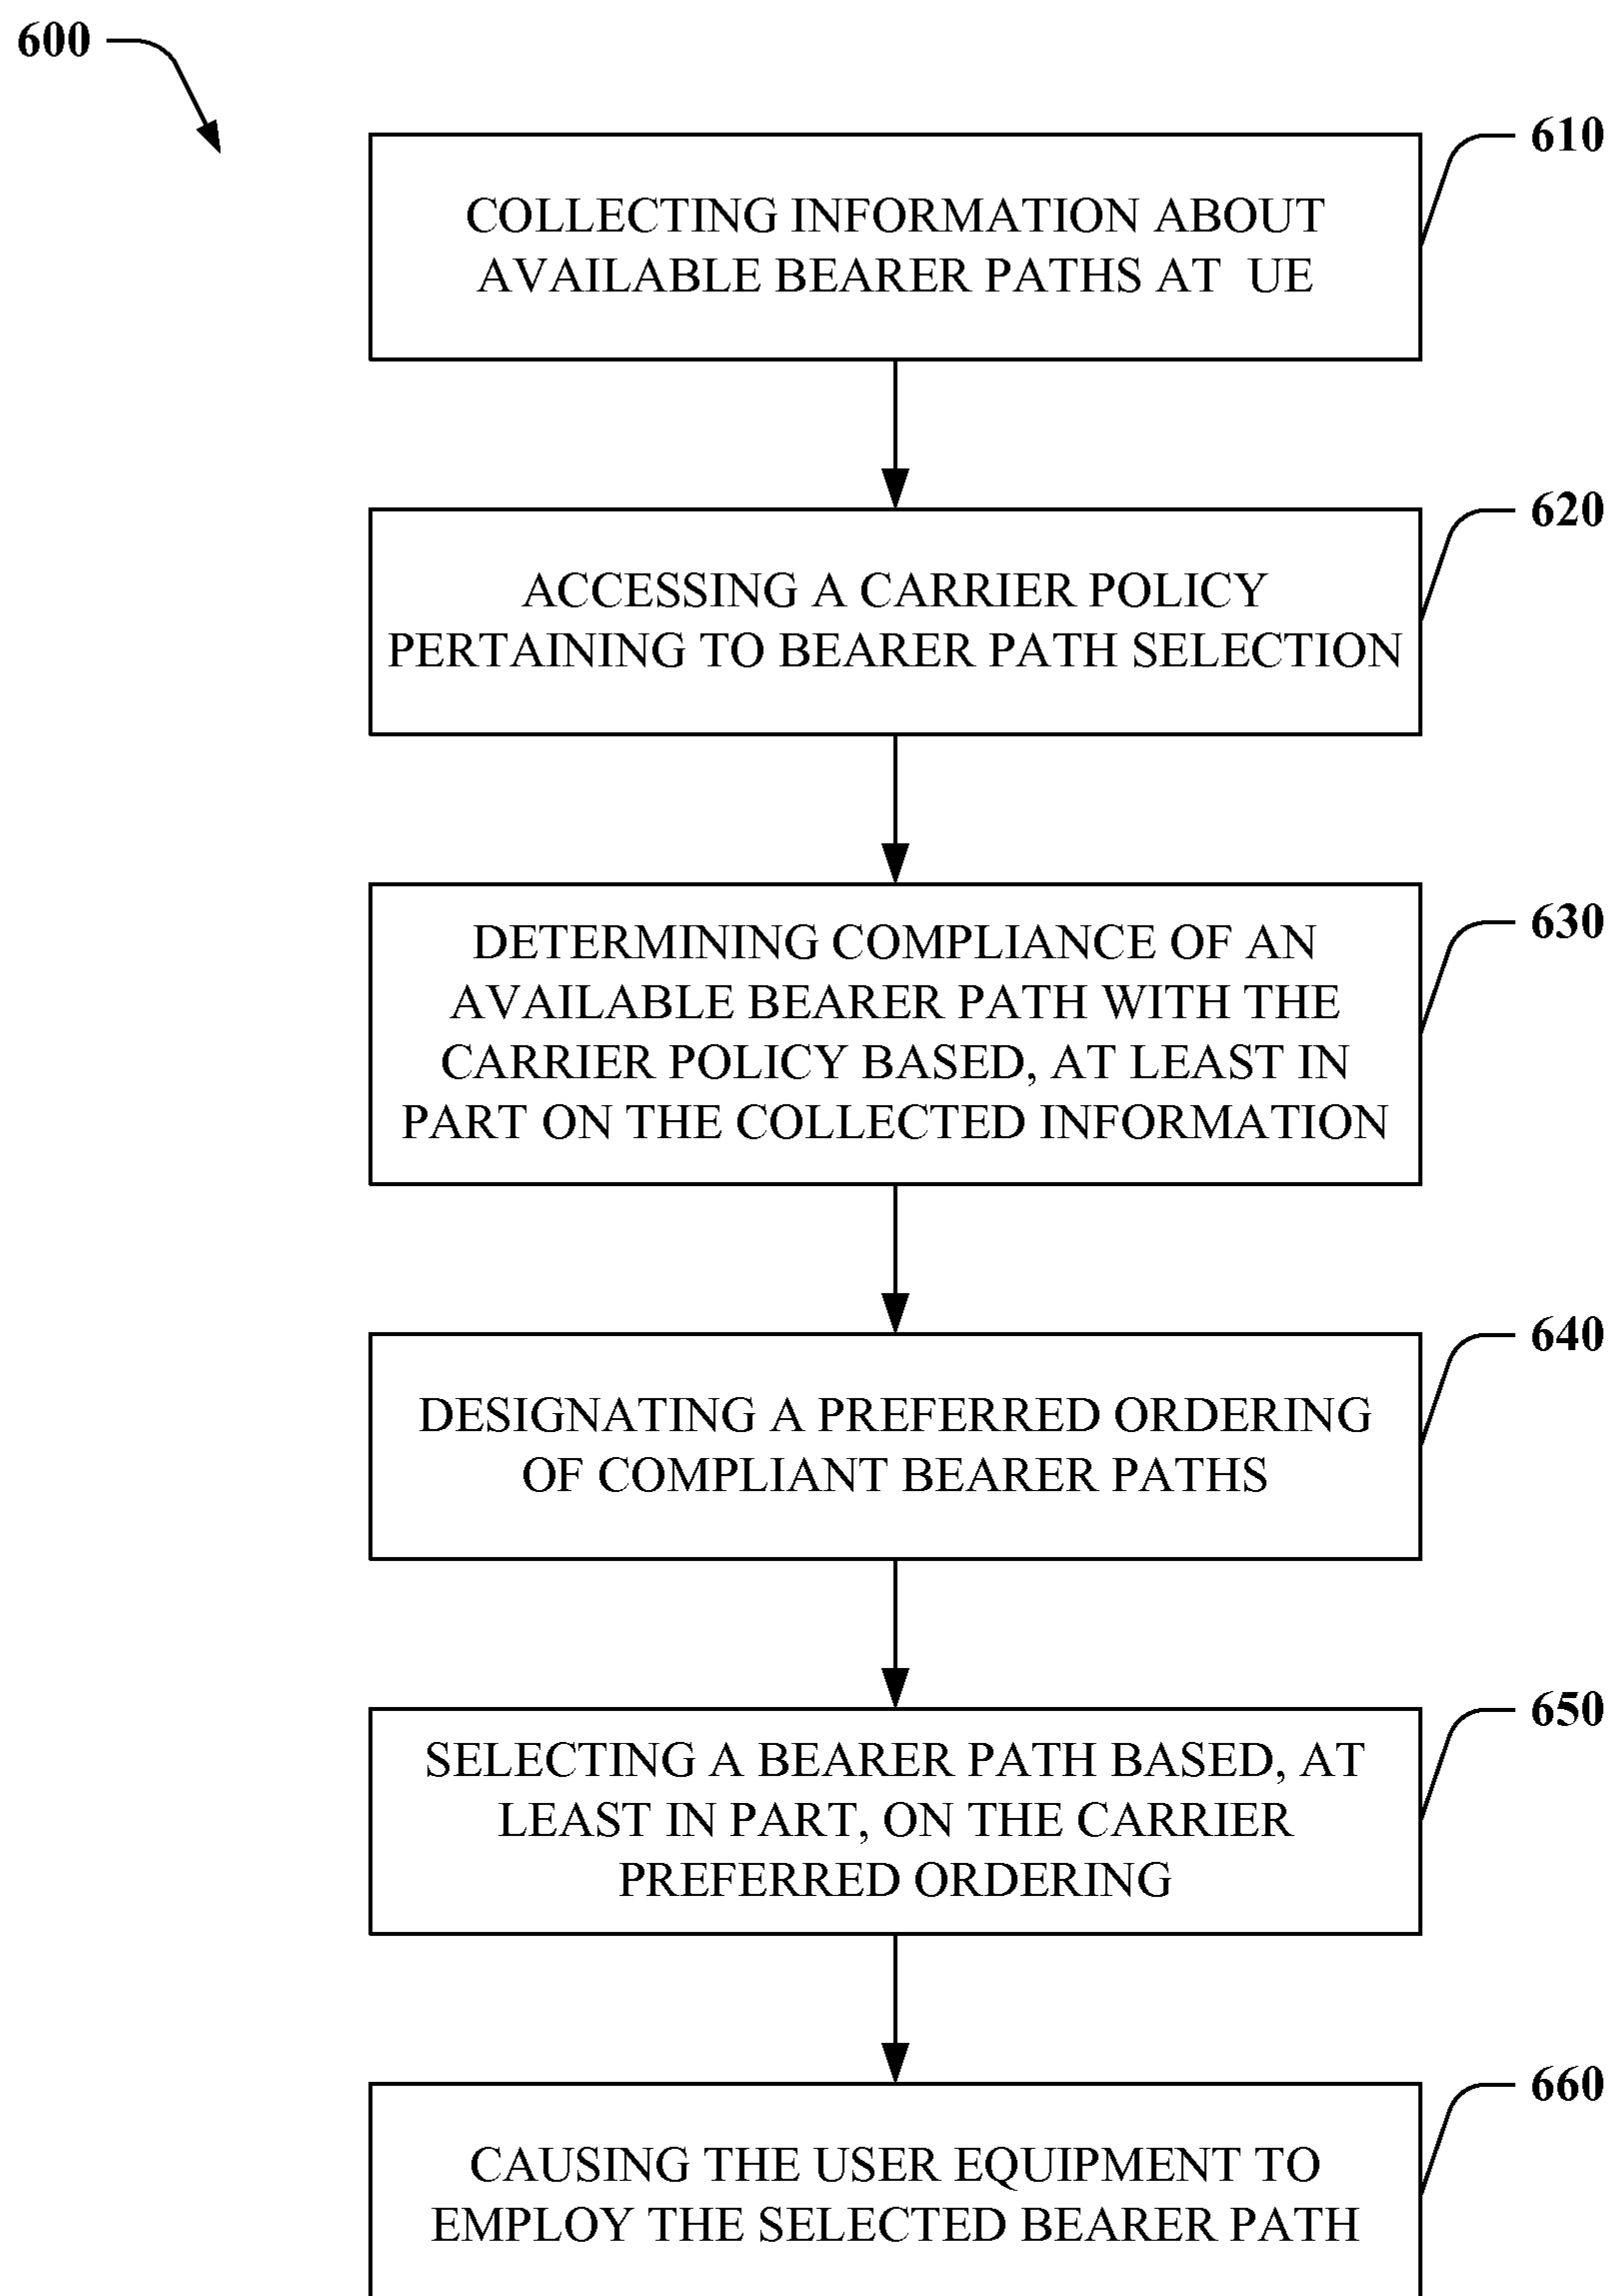 600
610
COLLECTING INFORMATION ABOUT
AVAILABLE BEARER PATHS AT UE
620
ACCESSING A CARRIER POLICY
PERTAINING TO BEARER PATH SELECTION
630
DETERMINING COMPLIANCE OF AN
AVAILABLE BEARER PATH WITH THE
CARRIER POLICY BASED, AT LEAST IN
PART ON THE COLLECTED INFORMATION
640
DESIGNATING A PREFERRED ORDERING
OF COMPLIANT BEARER PATHS
650
SELECTING A BEARER PATH BASED, AT
LEAST IN PART, ON THE CARRIER
PREFERRED ORDERING
660
CAUSING THE USER EQUIPMENT TO
EMPLOY THE SELECTED BEARER PATH